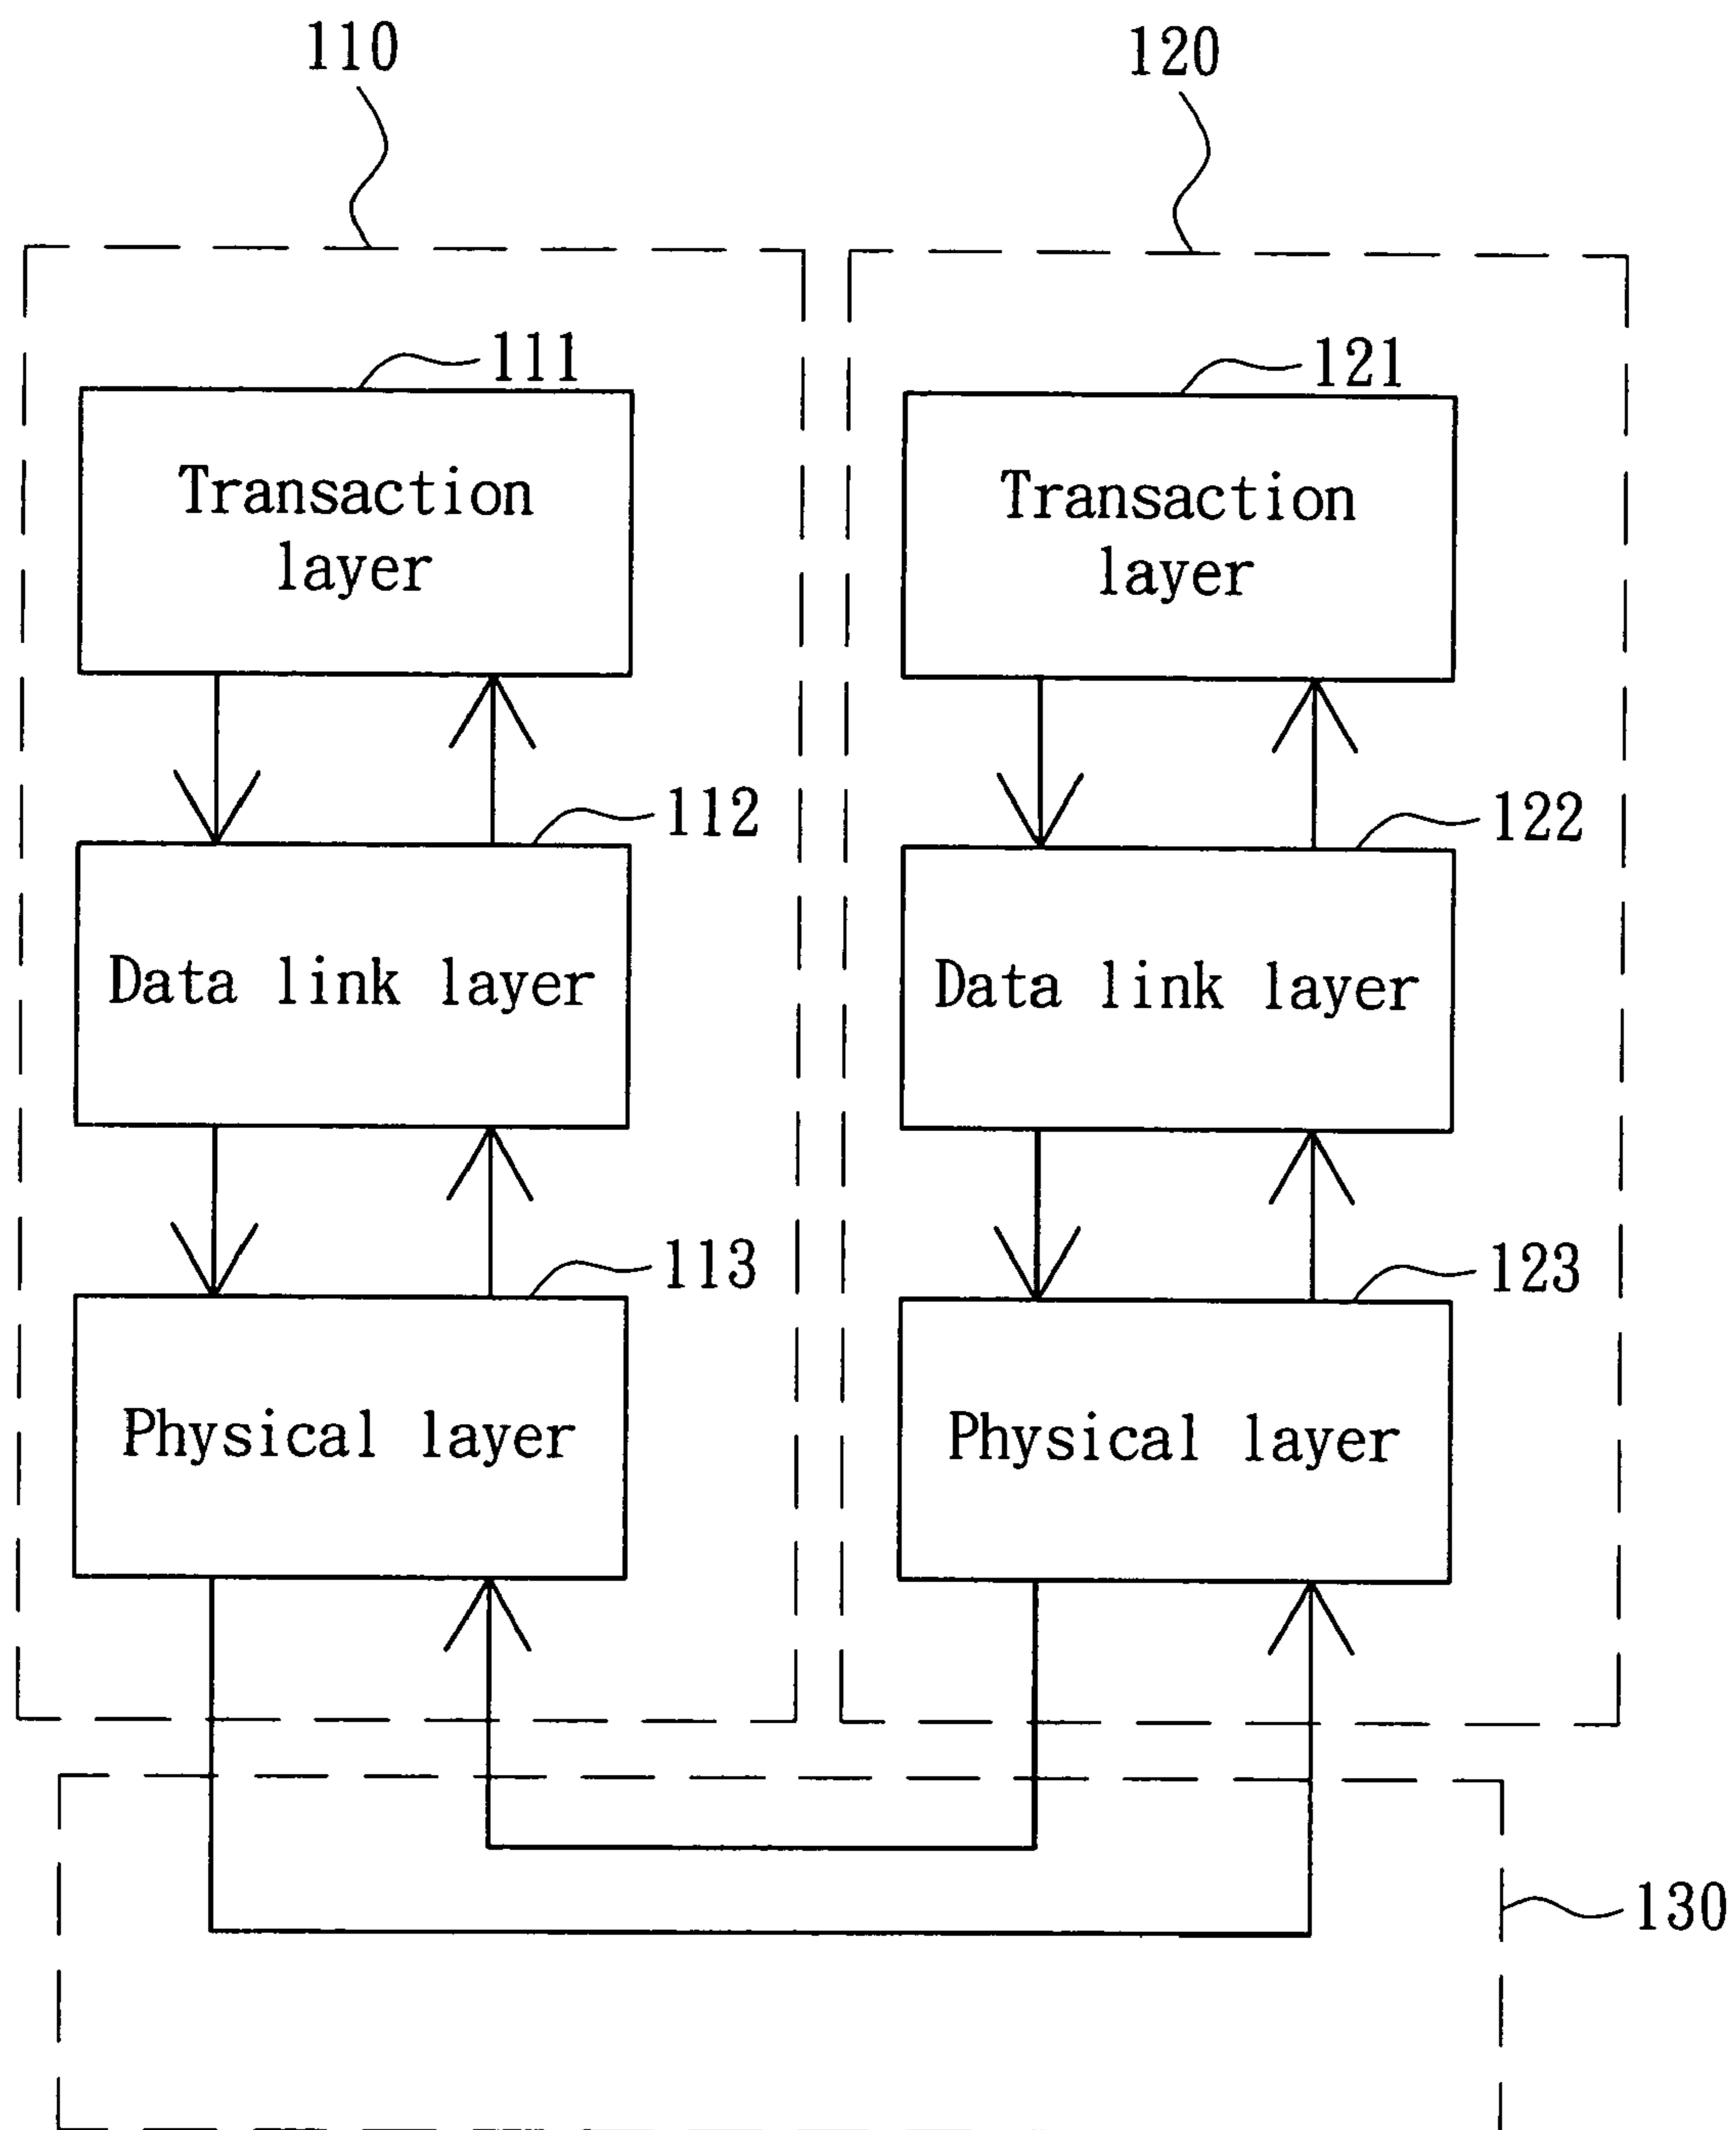 110
120
111
121
Transaction
layer
Transaction
layer
112
122
Data link layer
Data link layer
113
123
Physical layer
Physical layer
130